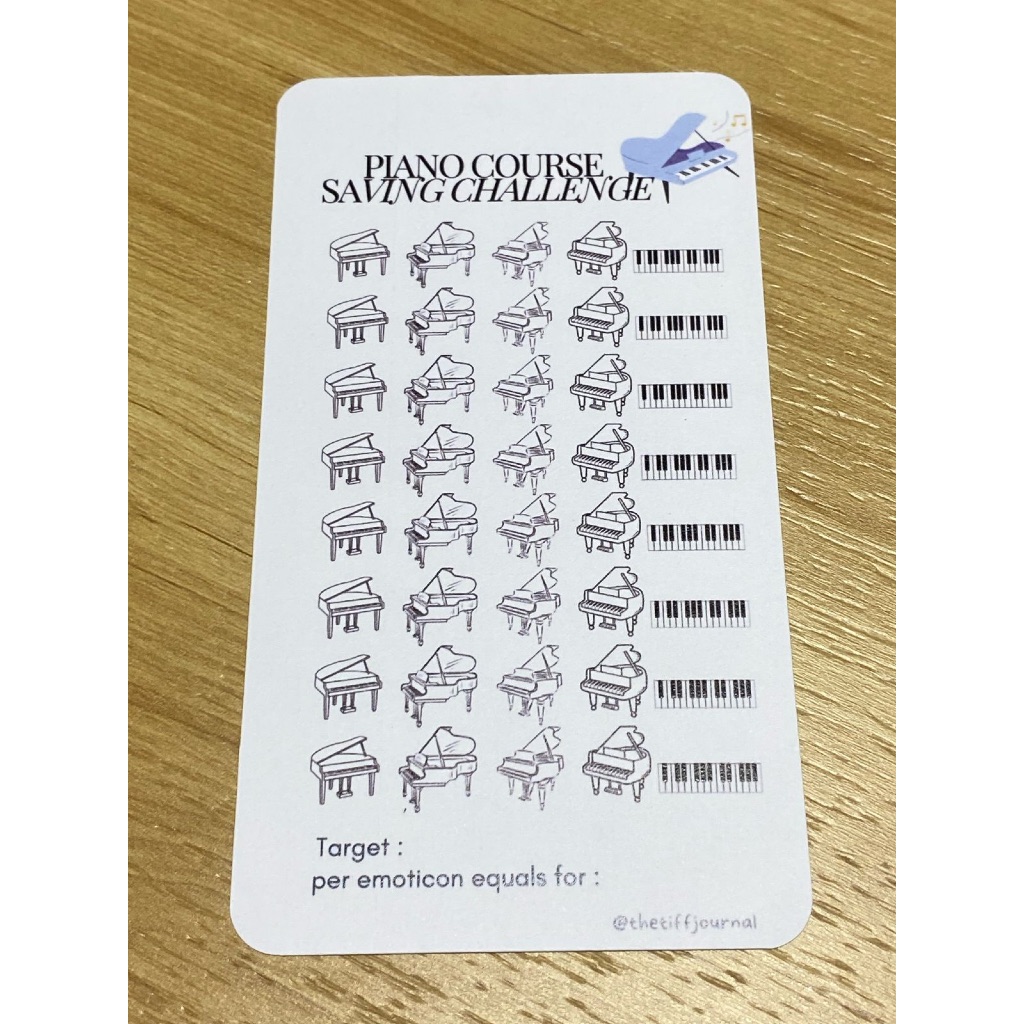 PIANO COURSE
SAVING CHALLENGE
Target :
per emoticon equals for :
@thetiffjournal